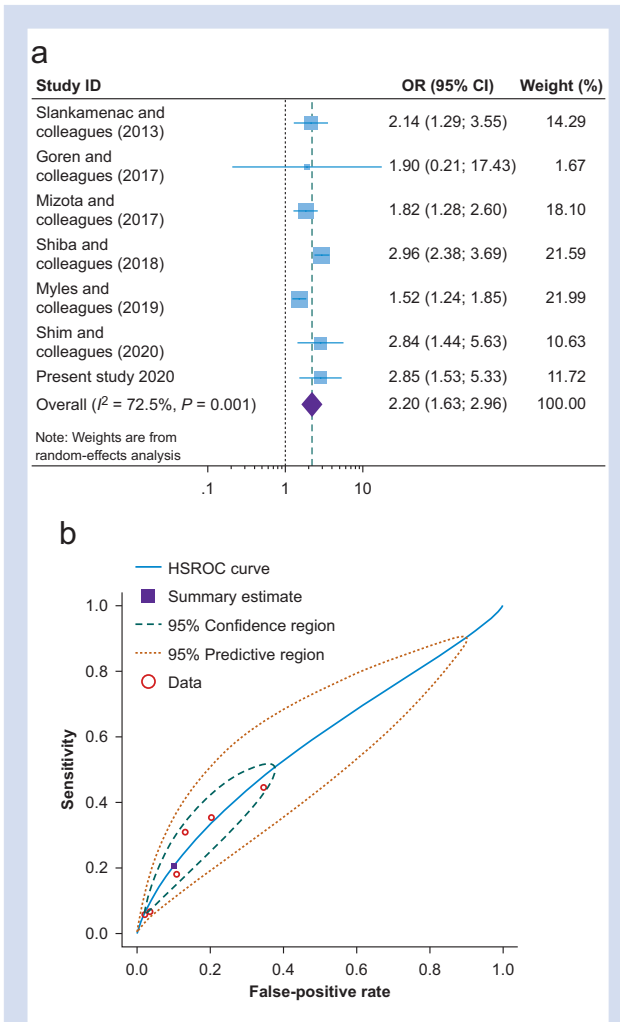 a
Study ID OR (95% CI) Weight (%)
Slankamenac and
colleagues (2013) 2.14 (1.29; 3.55) 14.29
Goren and
colleagues (2017) 1.90 (0.21; 17.43) 1.67
Mizota and
colleagues (2017) 1.82 (1.28; 2.60) 18.10
Shiba and
colleagues (2018) 2.96 (2.38; 3.69) 21.59
Myles and
colleagues (2019) 1.52 (1.24; 1.85) 21.99
Shim and
colleagues (2020) 2.84 (1.44; 5.63) 10.63
Present study 2020 2.85 (1.53; 5.33) 11.72
Overall (I² = 72.5%, P = 0.001) 2.20 (1.63; 2.96) 100.00
Note: Weights are from
random-effects analysis
.1 1 10
b
HSROC curve
Summary estimate
95% Confidence region
95% Predictive region
Data
Sensitivity
1.0
0.8
0.6
0.4
0.2
0.0
0.0 0.2 0.4 0.6 0.8 1.0
False-positive rate